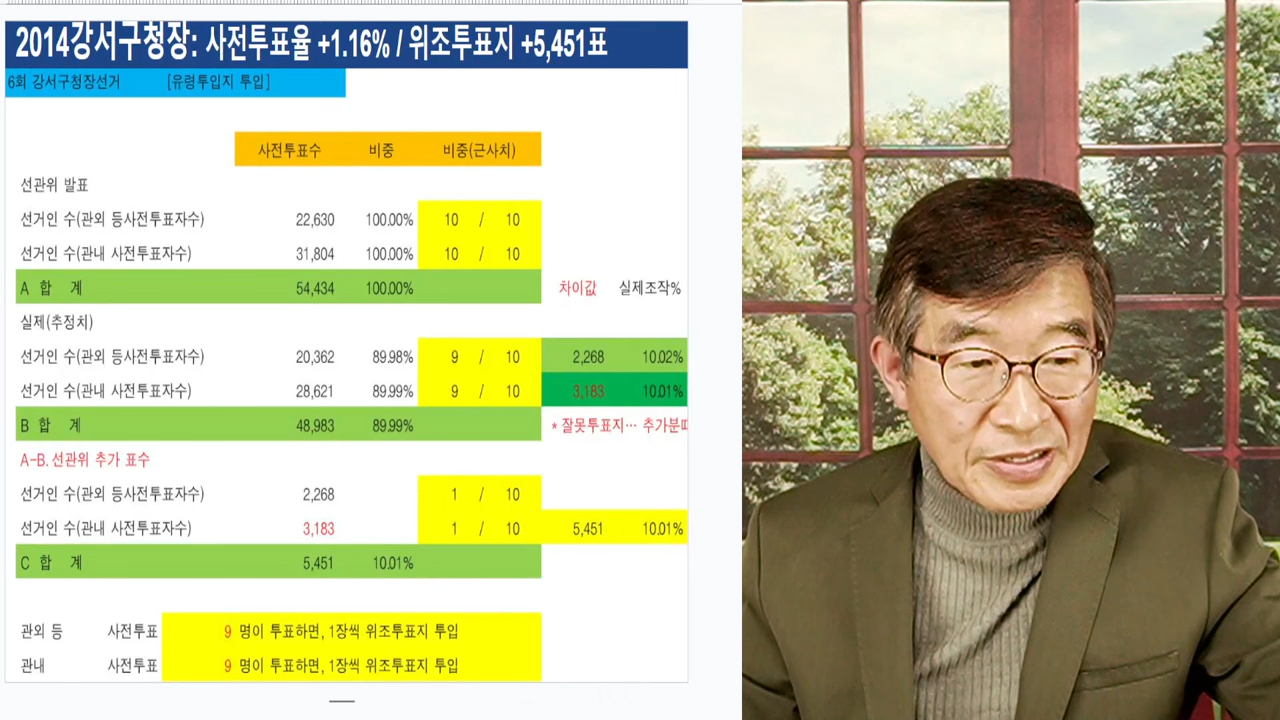 2014강서구청장: 사전투표율 +1.16% / 위조투표지 +5,451표
6회 강서구청장선거 [유령투입지 투입]
사전투표수 비중 비중(근사치)
선관위 발표
선거인 수(관외 등사전투표자수) 22,630 100.00% 10 / 10
선거인 수(관내 사전투표자수) 31,804 100.00% 10 / 10
A 합 계 54,434 100.00% 차이값 실제조작%
실제(추정치)
선거인 수(관외 등사전투표자수) 20,362 89.98% 9 / 10 2,268 10.02%
선거인 수(관내 사전투표자수) 28,621 89.99% 9 / 10 3,183 10.01%
B 합 계 48,983 89.99% * 잘못투표지… 추가분
A-B. 선관위 추가 표수
선거인 수(관외 등사전투표자수) 2,268 1 / 10
선거인 수(관내 사전투표자수) 3,183 1 / 10 5,451 10.01%
C 합 계 5,451 10.01%
관외 등 사전투표 9 명이 투표하면, 1장씩 위조투표지 투입
관내 사전투표 9 명이 투표하면, 1장씩 위조투표지 투입